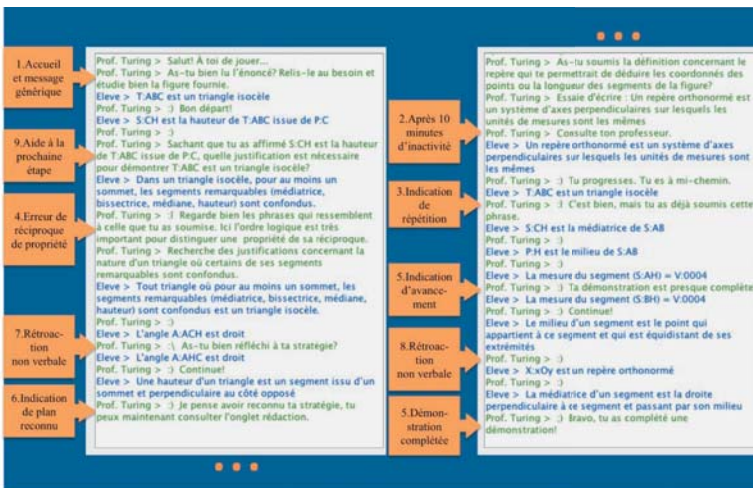 1.Accueil
et message
générique
9.Aide à la
prochaine
étape
4.Erreur de
réciproque
de propriété
7.Rétroac-
tion
non verbale
6.Indication
de plan
reconnu
Prof. Turing > Salut! À toi de jouer...
Prof. Turing > As-tu bien lu l'énoncé? Relis-le au besoin et
étudie bien la figure fournie.
Eleve > T:ABC est un triangle isocèle
Prof. Turing > :) Bon départ!
Eleve > S:CH est la hauteur de T:ABC issue de P:C
Prof. Turing > :)
Prof. Turing > Sachant que tu as affirmé S:CH est la hauteur
de T:ABC issue de P:C, quelle justification est nécessaire
pour démontrer T:ABC est un triangle isocèle?
Eleve > Dans un triangle isocèle, pour au moins un
sommet, les segments remarquables (médiatrice,
bissectrice, médiane, hauteur) sont confondus.
Prof. Turing > :| Regarde bien les phrases qui ressemblent
à celle que tu as soumise. Ici l'ordre logique est très
important pour distinguer une propriété de sa réciproque.
Prof. Turing > Recherche des justifications concernant la
nature d'un triangle où certains de ses segments
remarquables sont confondus.
Eleve > Tout triangle où pour au moins un sommet, les
segments remarquables (médiatrice, bissectrice, médiane,
hauteur) sont confondus est un triangle isocèle.
Prof. Turing > :)
Eleve > L'angle A:ACH est droit
Prof. Turing > :\ As-tu bien réfléchi à ta stratégie?
Eleve > L'angle A:AHC est droit
Prof. Turing > :) Continue!
Eleve > Une hauteur d'un triangle est un segment issu d'un
sommet et perpendiculaire au côté opposé
Prof. Turing > :) Je pense avoir reconnu ta stratégie, tu
peux maintenant consulter l'onglet rédaction.
2.Après 10
minutes
d'inactivité
3.Indication
de
répétition
5.Indication
d'avance-
ment
8.Rétroac-
tion
non verbale
5.Démon-
stration
complétée
Prof. Turing > As-tu soumis la définition concernant le
repère qui te permettrait de déduire les coordonnés des
points ou la longueur des segments de la figure?
Prof. Turing > Essaie d'écrire : Un repère orthonormé est
un système d'axes perpendiculaires sur lesquels les
unités de mesures sont les mêmes
Prof. Turing > Consulte ton professeur.
Eleve > Un repère orthonormé est un système d'axes
perpendiculaires sur lesquels les unités de mesures sont
les mêmes
Prof. Turing > :) Tu progresses. Tu es à mi-chemin.
Eleve > T:ABC est un triangle isocèle
Prof. Turing > :) C'est bien, mais tu as déjà soumis cette
phrase.
Eleve > S:CH est la médiatrice de S:AB
Prof. Turing > :)
Eleve > P:H est le milieu de S:AB
Prof. Turing > :)
Eleve > La mesure du segment (S:AH) = V:0004
Prof. Turing > :) Ta démonstration est presque complète
Eleve > La mesure du segment (S:BH) = V:0004
Prof. Turing > :) Continue!
Eleve > Le milieu d'un segment est le point qui
appartient à ce segment et qui est équidistant de ses
extrémités
Prof. Turing > :)
Eleve > X:xOy est un repère orthonormé
Prof. Turing > :)
Eleve > La médiatrice d'un segment est la droite
perpendiculaire à ce segment et passant par son milieu
Prof. Turing > :) Bravo, tu as complété une
démonstration!